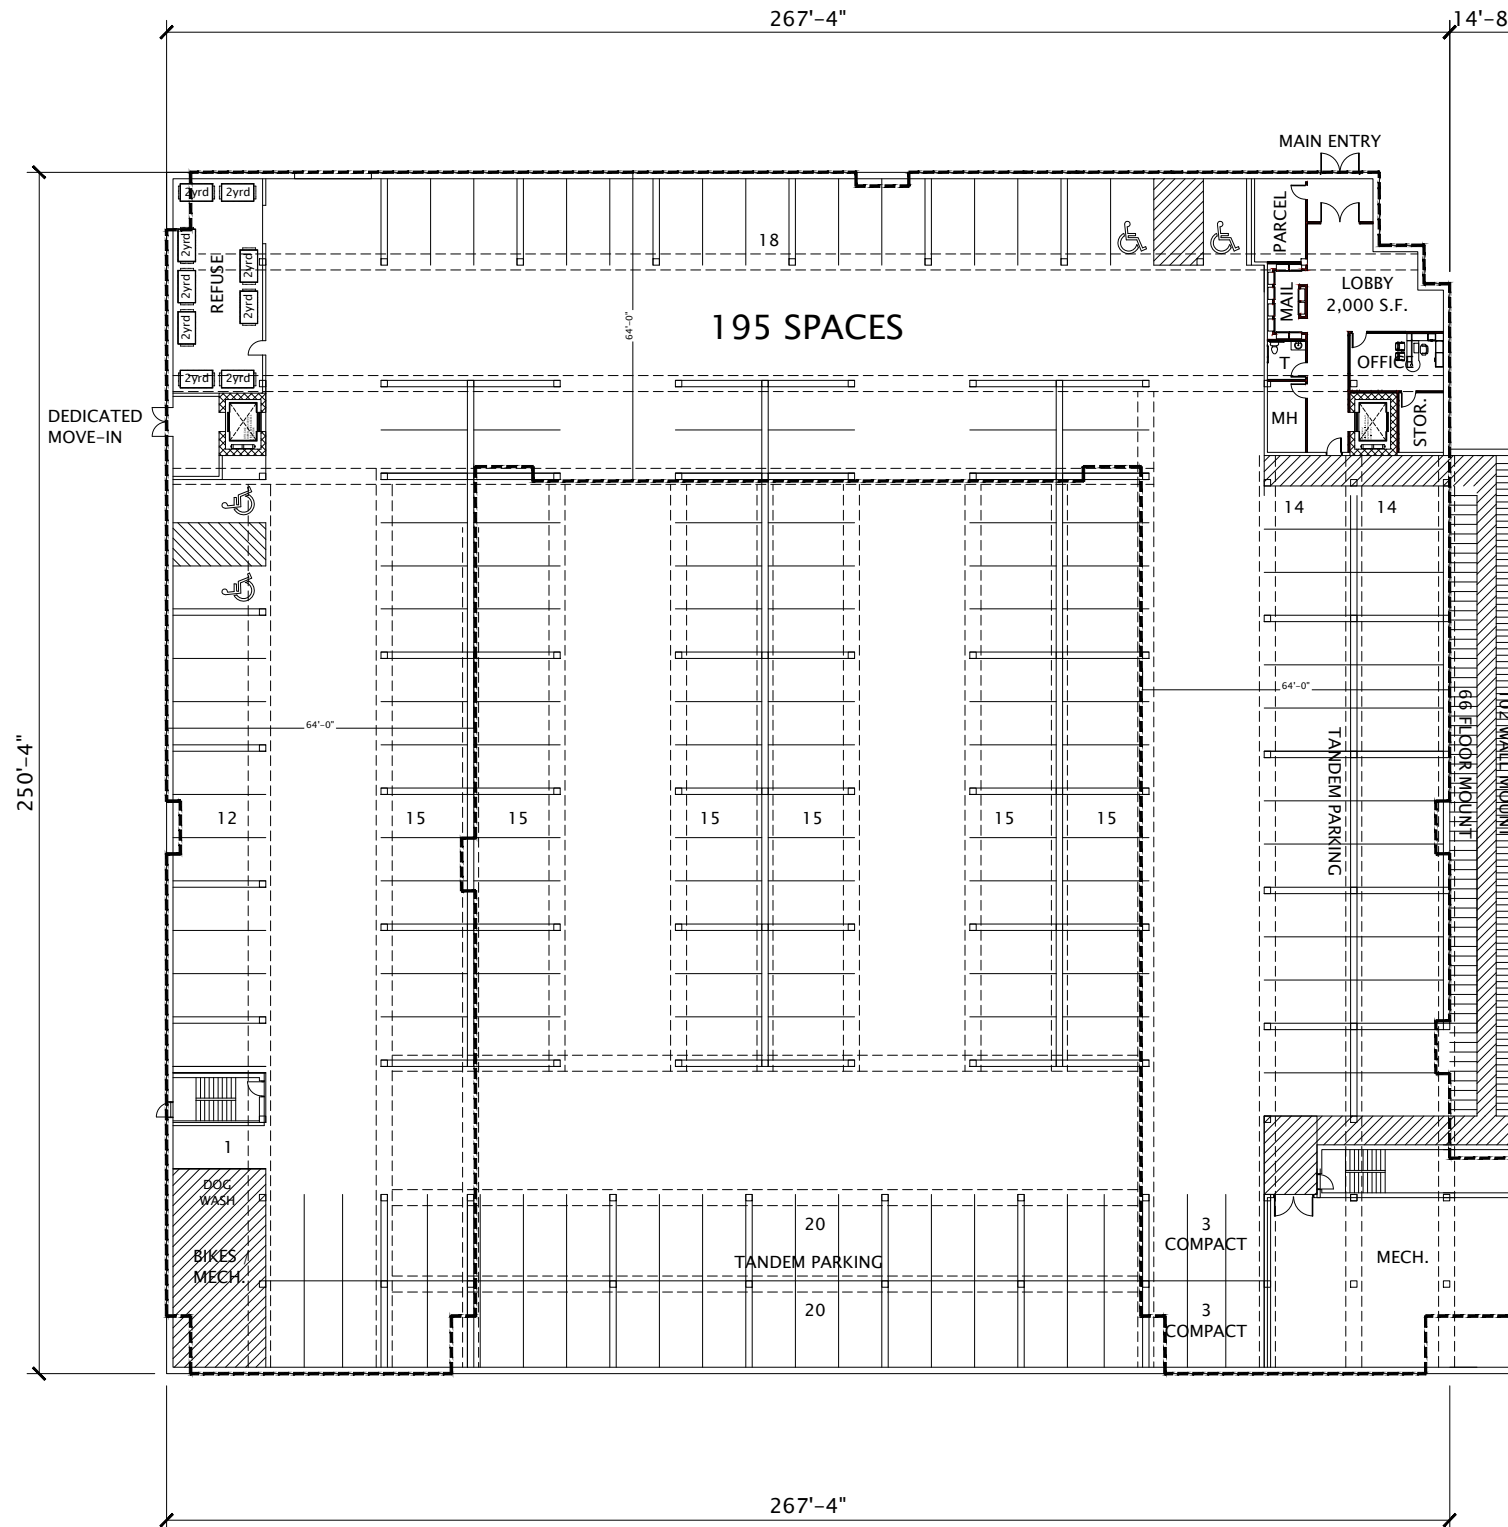 267'-4"
14'-8
MAIN ENTRY
2yrd
2yrd
PARCEL
18
2yrd
REFUSE
2yrd
2yrd
2yrd
2yrd
MAIL
LOBBY
2,000 S.F.
195 SPACES
64'-0"
T
OFFICE
2yrd
2yrd
DEDICATED
MOVE-IN
MH
STOR.
14
14
64'-0"
64'-0"
TANDEM PARKING
66 FLOOR MOUNT
250'-4"
12
15
15
15
15
15
15
1
DOG
WASH
BIKES
MECH.
20
TANDEM PARKING
20
3
COMPACT
3
COMPACT
MECH.
267'-4"